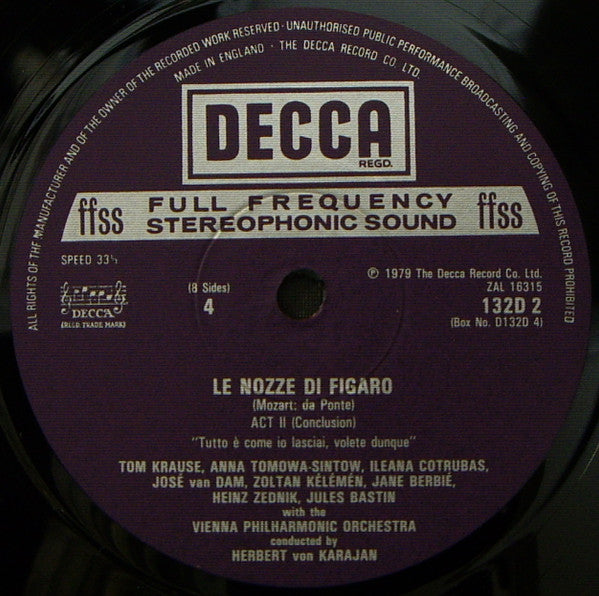 ALL RIGHTS OF THE MANUFACTURER AND OF THE OWNER OF THE RECORDED WORK RESERVED · UNAUTHORISED PUBLIC PERFORMANCE BROADCASTING AND COPYING OF THIS RECORD PROHIBITED
MADE IN ENGLAND · THE DECCA RECORD CO. LTD.
DECCA
REGD.
ffss FULL FREQUENCY STEREOPHONIC SOUND ffss
SPEED 33⅓
DECCA
(REGD. TRADE MARK)
(8 Sides)
4
℗ 1979 The Decca Record Co. Ltd.
ZAL 16315
132D 2
(Box No. D132D 4)
LE NOZZE DI FIGARO
(Mozart: da Ponte)
ACT II (Conclusion)
"Tutto è come io lasciai, volete dunque"
TOM KRAUSE, ANNA TOMOWA-SINTOW, ILEANA COTRUBAS,
JOSÉ van DAM, ZOLTAN KÉLÉMÉN, JANE BERBIÉ,
HEINZ ZEDNIK, JULES BASTIN
with the
VIENNA PHILHARMONIC ORCHESTRA
conducted by
HERBERT von KARAJAN